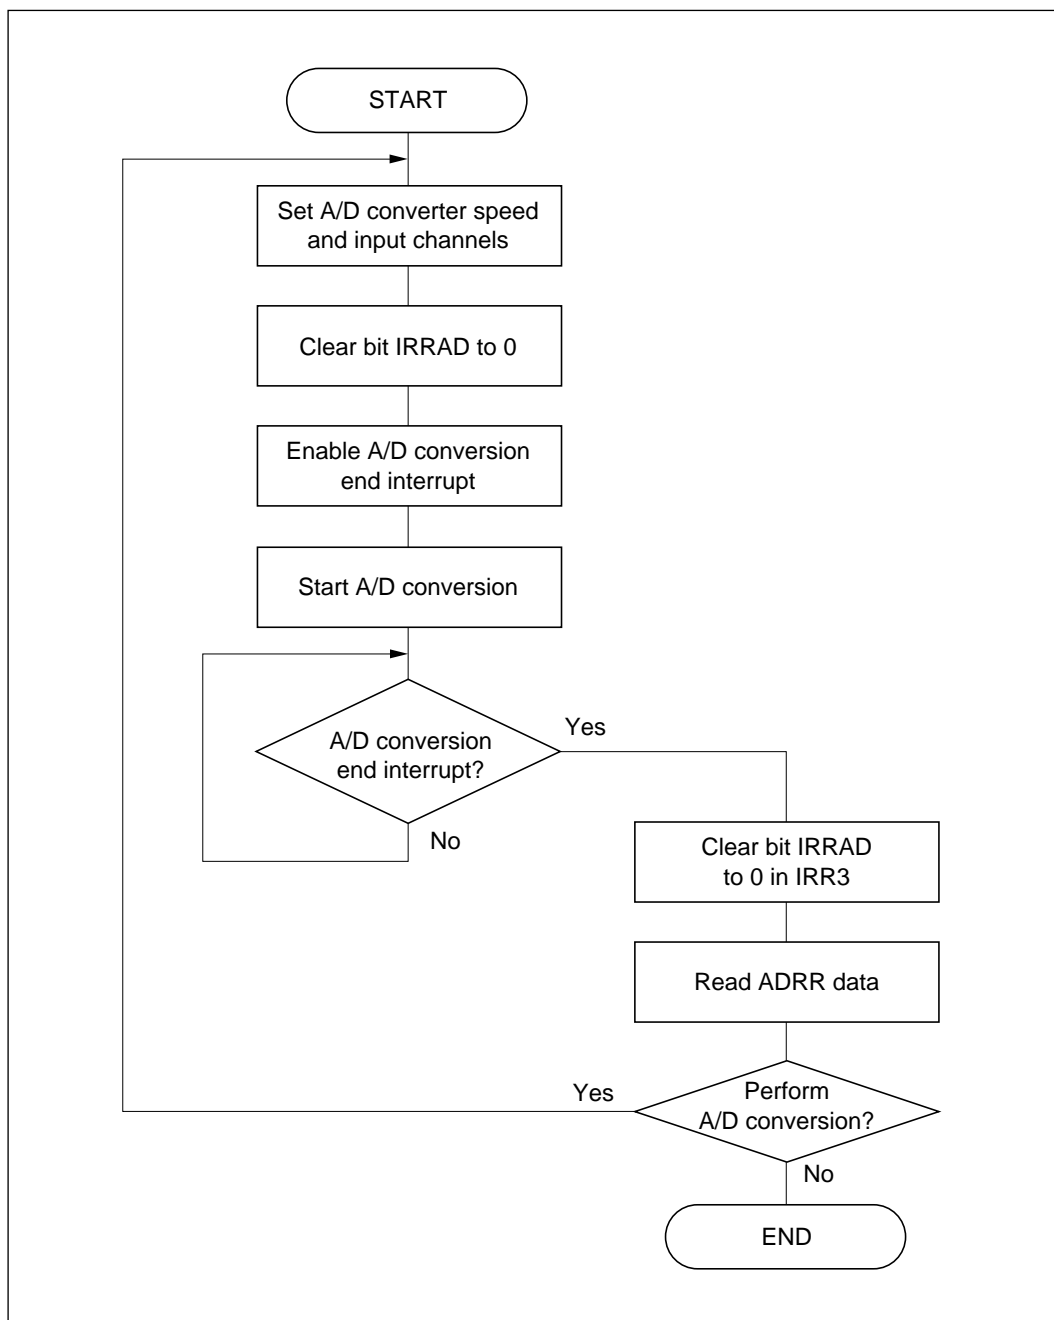 START
Set A/D converter speed
and input channels
Clear bit IRRAD to 0
Enable A/D conversion
end interrupt
Start A/D conversion
A/D conversion
end interrupt?
Yes
No
Clear bit IRRAD
to 0 in IRR3
Read ADRR data
Perform
A/D conversion?
Yes
No
END